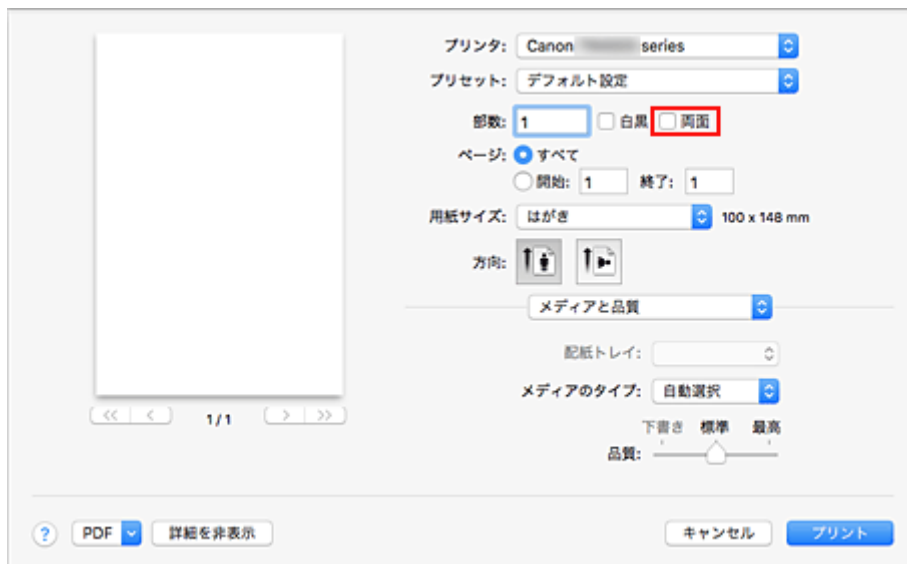 プリンタ: Canon series
プリセット: デフォルト設定
部数: 1 白黒 両面
ページ: すべて
開始: 1 終了: 1
用紙サイズ: はがき 100 x 148 mm
方向:
メディアと品質
配紙トレイ:
メディアのタイプ: 自動選択
<< < 1/1 > >>
下書き 標準 最高
品質:
? PDF 詳細を非表示 キャンセル プリント